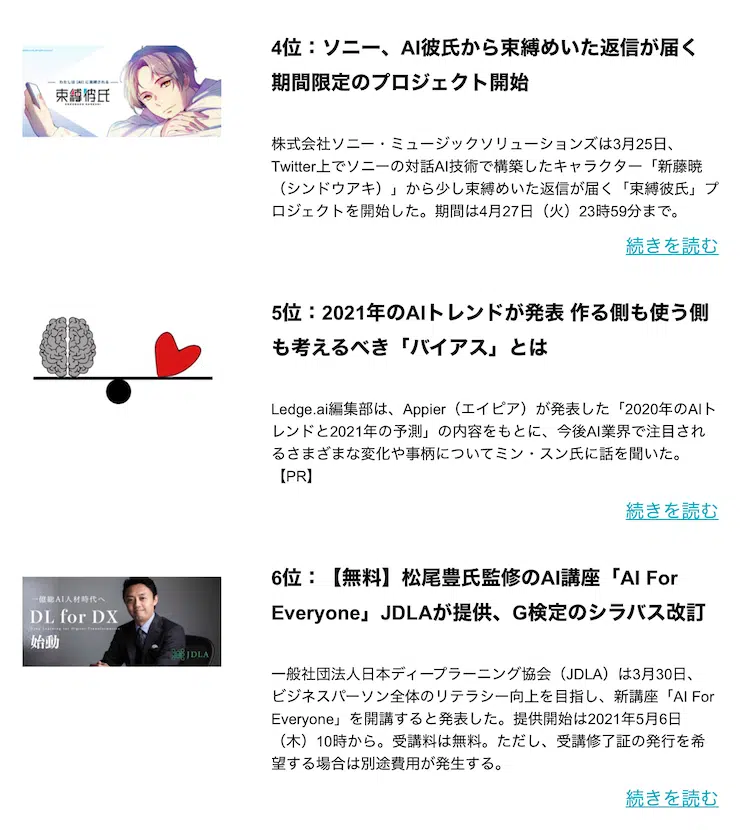 4位：ソニー、AI彼氏から束縛めいた返信が届く
期間限定のプロジェクト開始
わたしは（AI）に束縛される
束縛彼氏
株式会社ソニー・ミュージックソリューションズは3月25日、
Twitter上でソニーの対話AI技術で構築したキャラクター「新藤暁
（シンドウアキ）」から少し束縛めいた返信が届く「束縛彼氏」プ
ロジェクトを開始した。期間は4月27日（火）23時59分まで。
続きを読む
5位：2021年のAIトレンドが発表 作る側も使う側
も考えるべき「バイアス」とは
Ledge.ai編集部は、Appier（エイピア）が発表した「2020年のAIト
レンドと2021年の予測」の内容をもとに、今後AI業界で注目され
るさまざまな変化や事柄についてミン・スン氏に話を聞いた。
【PR】
続きを読む
6位：【無料】松尾豊氏監修のAI講座「AI For
Everyone」JDLAが提供、G検定のシラバス改訂
一億総AI人材時代へ
DL for DX
Deep Learning for Digital Transformation
始動
JDLA
一般社団法人日本ディープラーニング協会（JDLA）は3月30日、
ビジネスパーソン全体のリテラシー向上を目指し、新講座「AI For
Everyone」を開講すると発表した。提供開始は2021年5月6日
（木）10時から。受講料は無料。ただし、受講修了証の発行を希
望する場合は別途費用が発生する。
続きを読む